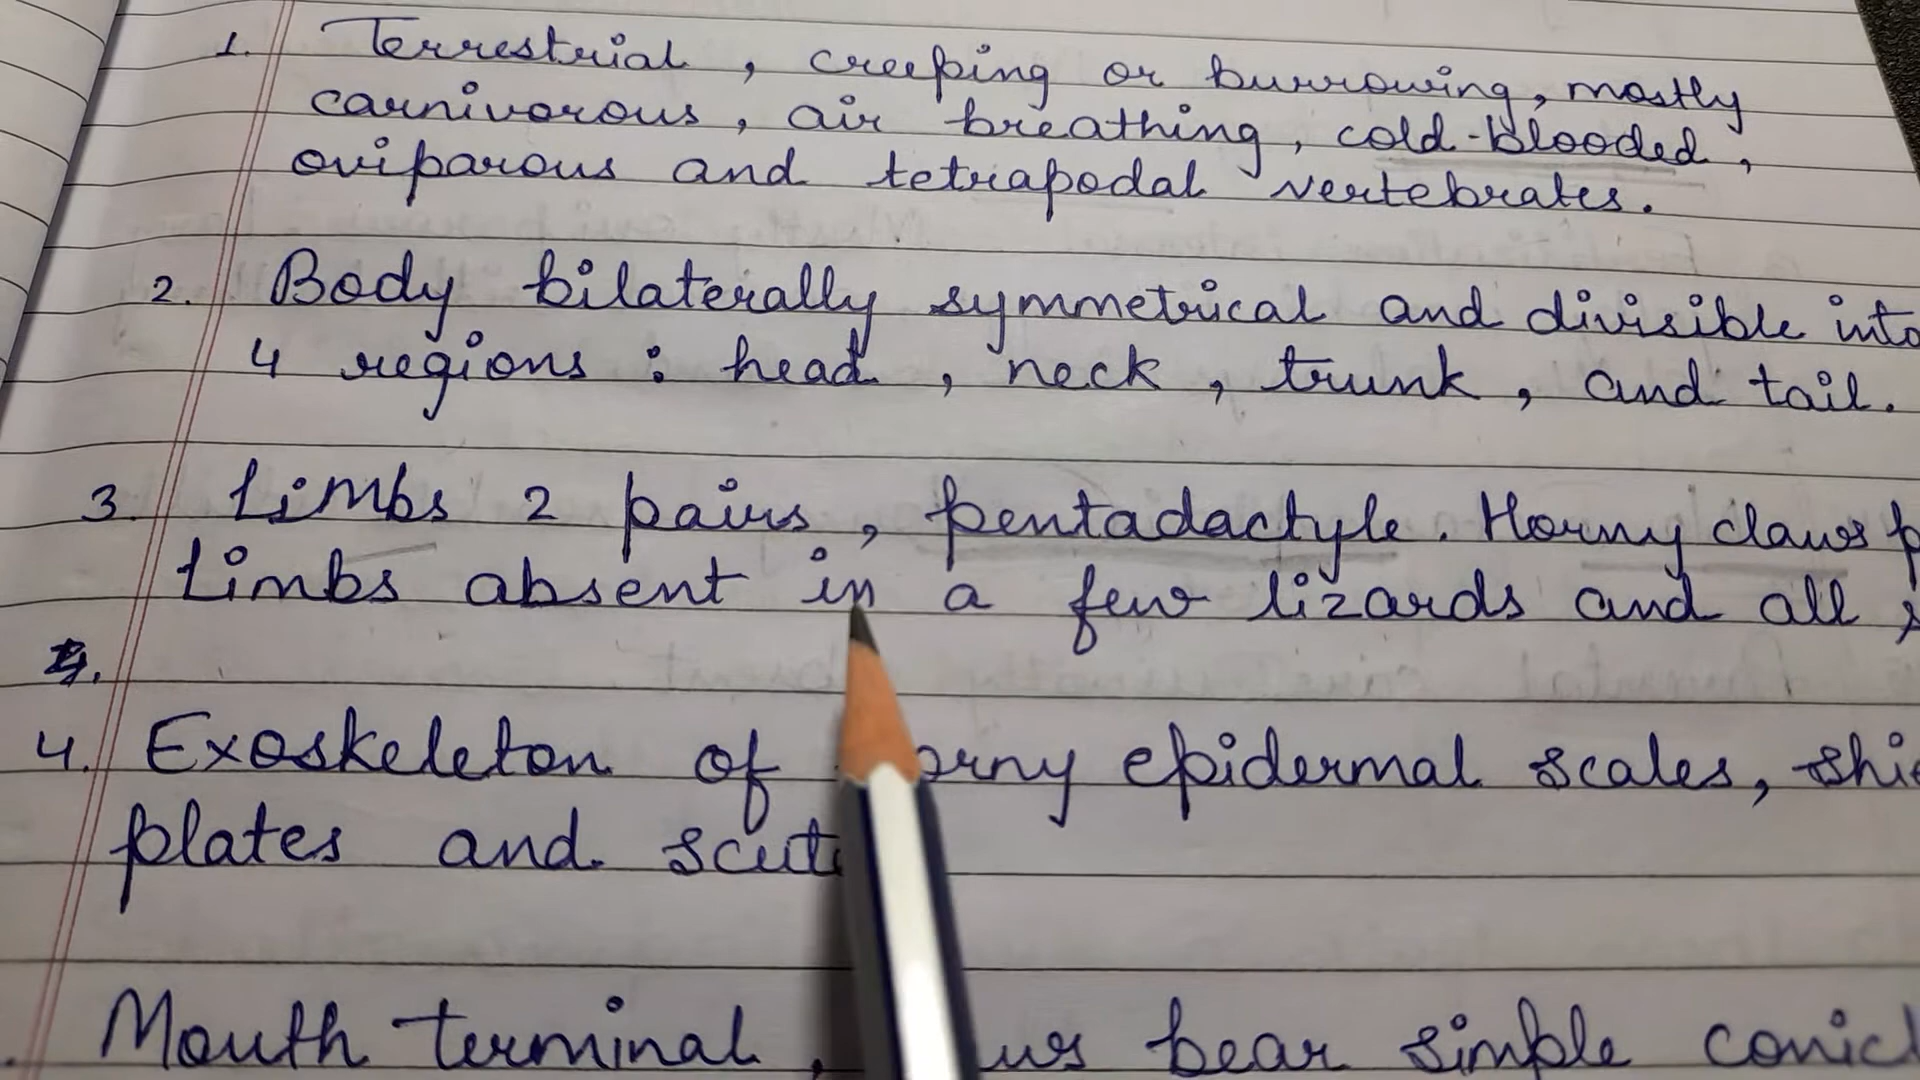 1. Terrestrial, creeping or burrowing, mostly
carnivorous, air breathing, cold-blooded,
oviparous and tetrapodal vertebrates.
2. Body bilaterally symmetrical and divisible into
4 regions : head, neck, trunk, and tail.
3. Limbs 2 pairs, pentadactyle. Horny claws
Limbs absent in a few lizards and all
4. Exoskeleton of epidermal scales,
plates and
Mouth terminal, bear simple